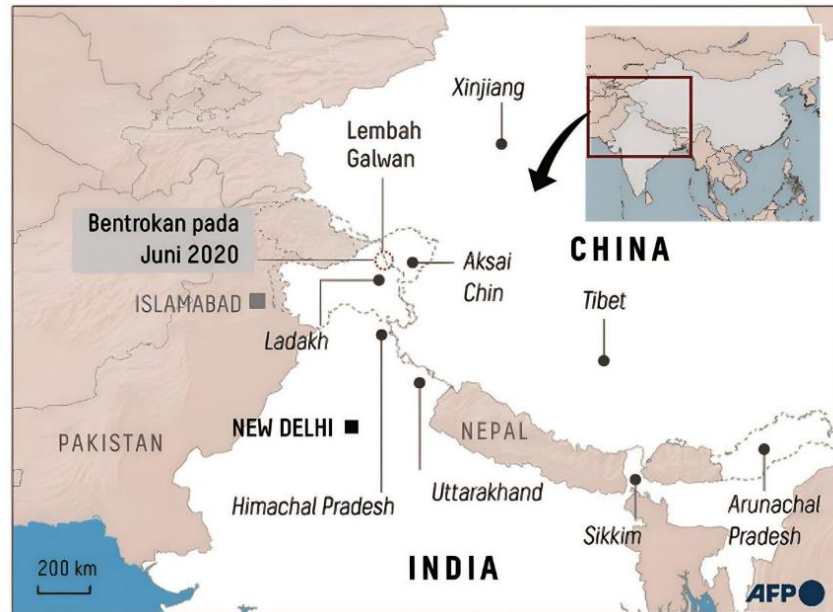 Xinjiang
Lembah
Galwan
Bentrokan pada
Juni 2020
CHINA
Aksai
Chin
ISLAMABAD
Tibet
Ladakh
NEW DELHI
PAKISTAN
NEPAL
Himachal Pradesh
Uttarakhand
Sikkim
Arunachal
Pradesh
INDIA
200 km
AFP